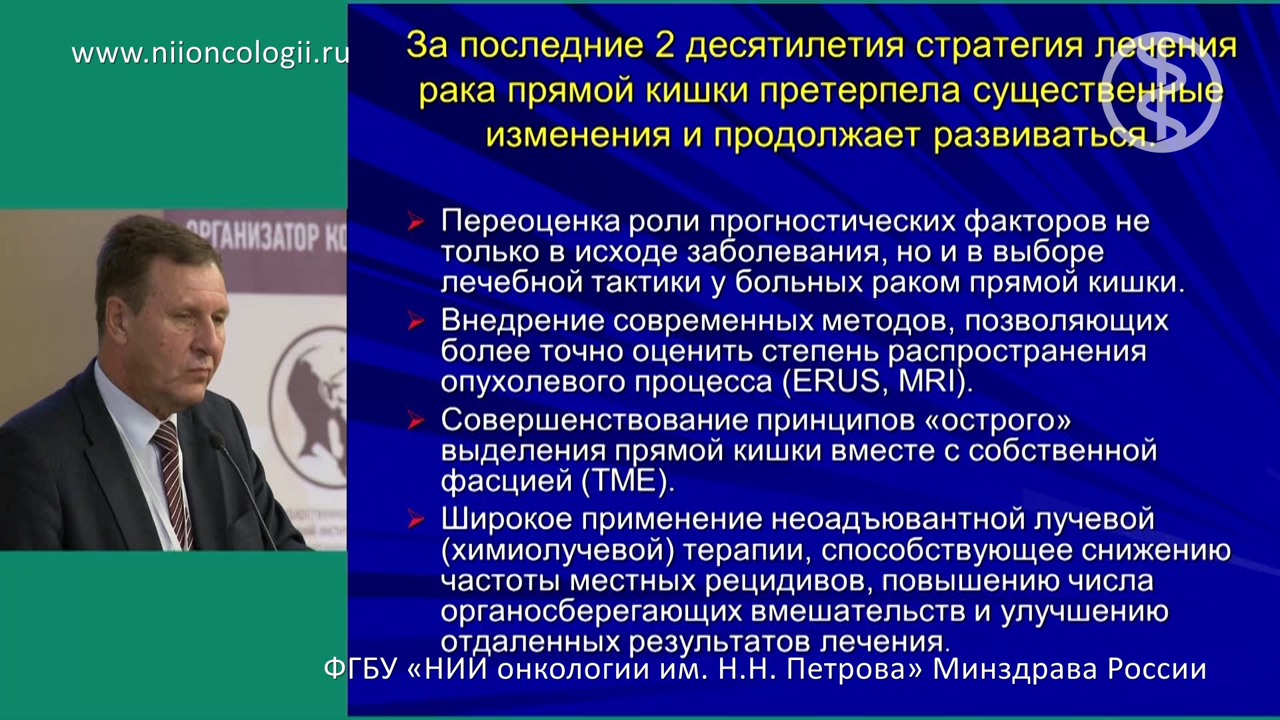 www.niioncologii.ru
За последние 2 десятилетия стратегия лечения
рака прямой кишки претерпела существенные
изменения и продолжает развиваться.
ОРГАНИЗАТОР КО
Переоценка роли прогностических факторов не
только в исходе заболевания, но и в выборе
лечебной тактики у больных раком прямой кишки.
Внедрение современных методов, позволяющих
более точно оценить степень распространения
опухолевого процесса (ERUS, MRI).
Совершенствование принципов «острого»
выделения прямой кишки вместе с собственной
фасцией (TME).
Широкое применение неоадъювантной лучевой
(химиолучевой) терапии, способствующее снижению
частоты местных рецидивов, повышению числа
органосберегающих вмешательств и улучшению
отдаленных результатов лечения.
ФГБУ «НИИ онкологии им. Н.Н. Петрова» Минздрава России